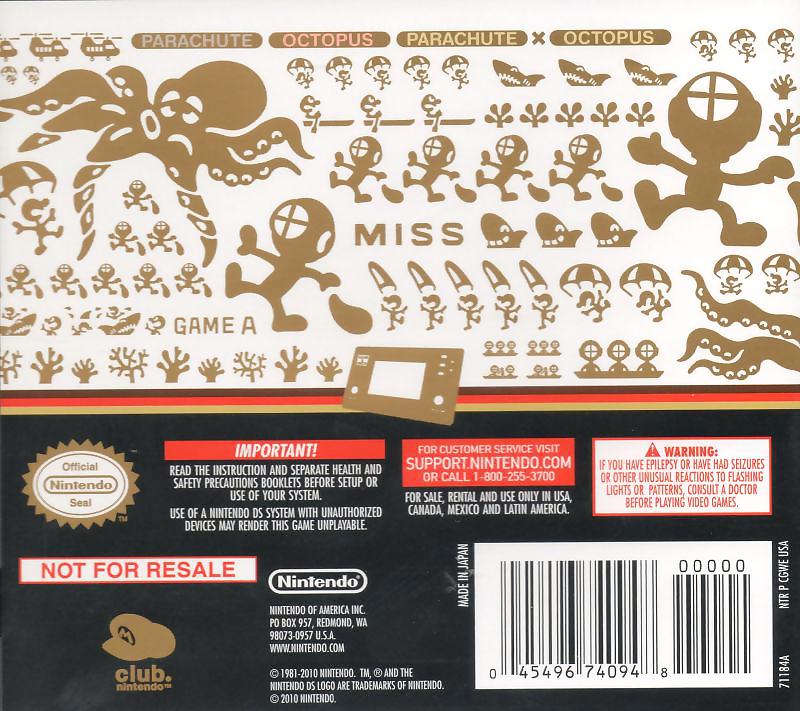 PARACHUTE OCTOPUS PARACHUTE × OCTOPUS
MISS
GAME A
Official
Nintendo
Seal
TM
IMPORTANT!
READ THE INSTRUCTION AND SEPARATE HEALTH AND
SAFETY PRECAUTIONS BOOKLETS BEFORE SETUP OR
USE OF YOUR SYSTEM.
USE OF A NINTENDO DS SYSTEM WITH UNAUTHORIZED
DEVICES MAY RENDER THIS GAME UNPLAYABLE.
FOR CUSTOMER SERVICE VISIT
SUPPORT.NINTENDO.COM
OR CALL 1-800-255-3700
FOR SALE, RENTAL AND USE ONLY IN USA,
CANADA, MEXICO AND LATIN AMERICA.
WARNING:
IF YOU HAVE EPILEPSY OR HAVE HAD SEIZURES
OR OTHER UNUSUAL REACTIONS TO FLASHING
LIGHTS OR PATTERNS, CONSULT A DOCTOR
BEFORE PLAYING VIDEO GAMES.
NOT FOR RESALE
M
club.
nintendo™
Nintendo®
NINTENDO OF AMERICA INC.
PO BOX 957, REDMOND, WA
98073-0957 U.S.A.
WWW.NINTENDO.COM
© 1981-2010 NINTENDO. TM, ® AND THE
NINTENDO DS LOGO ARE TRADEMARKS OF NINTENDO.
© 2010 NINTENDO.
MADE IN JAPAN
00000
0 45496 74094 8
71184A
NTR P CGWE USA